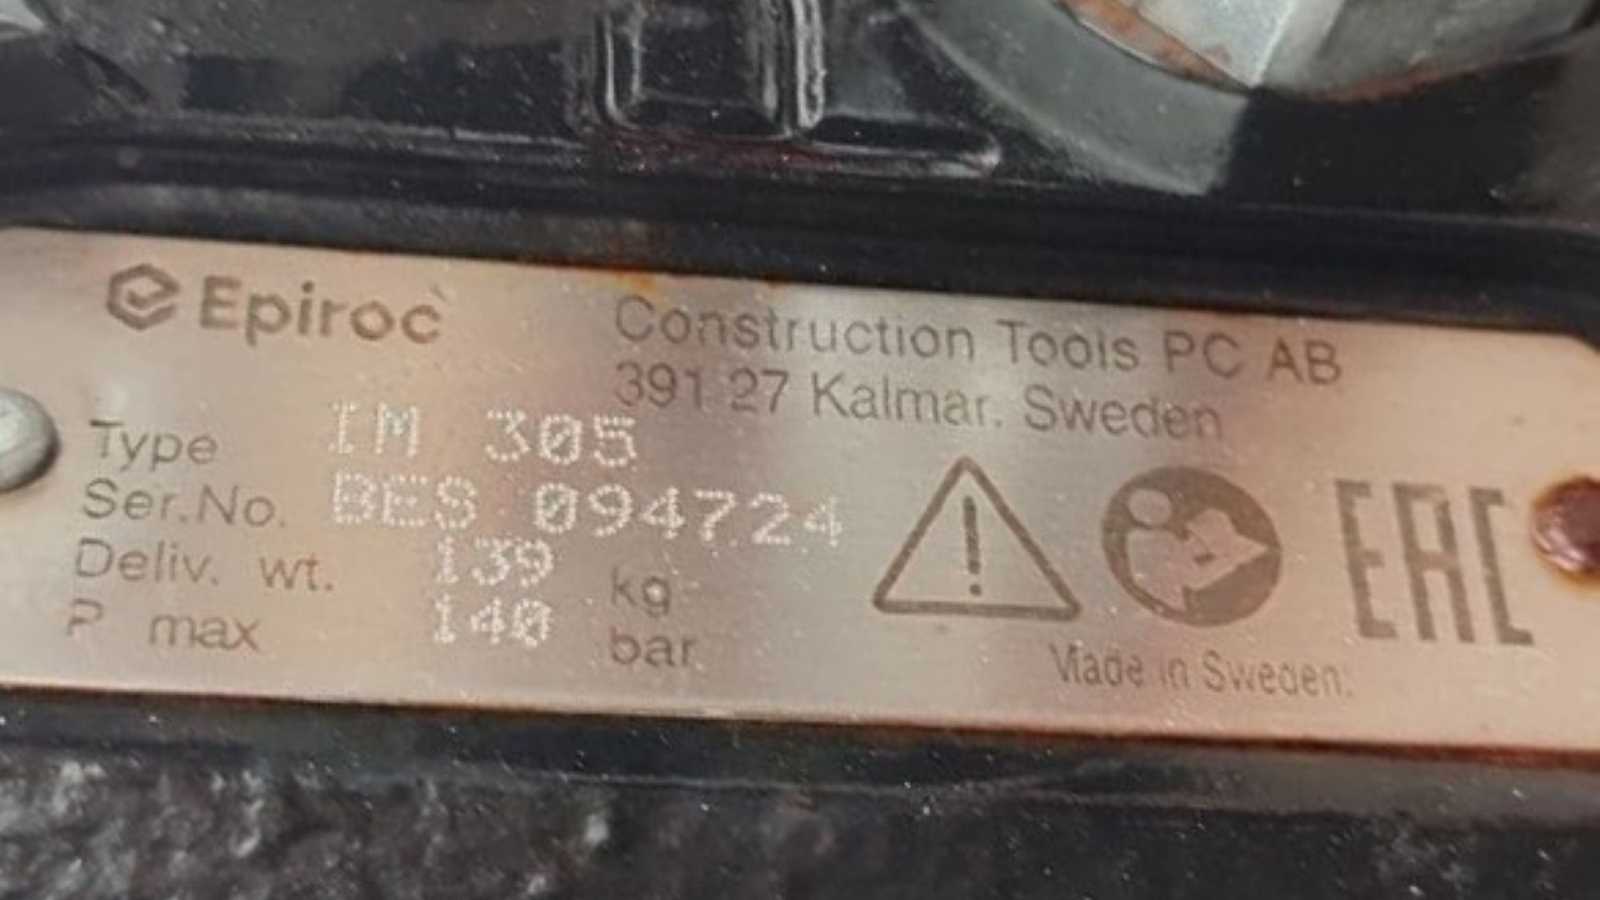 Epiroc
Construction Tools PC AB
391 27 Kalmar. Sweden
Type IM 305
Ser.No. BES 094724
Deliv. wt. 139 kg
P max 140 bar
EAC
Made in Sweden.